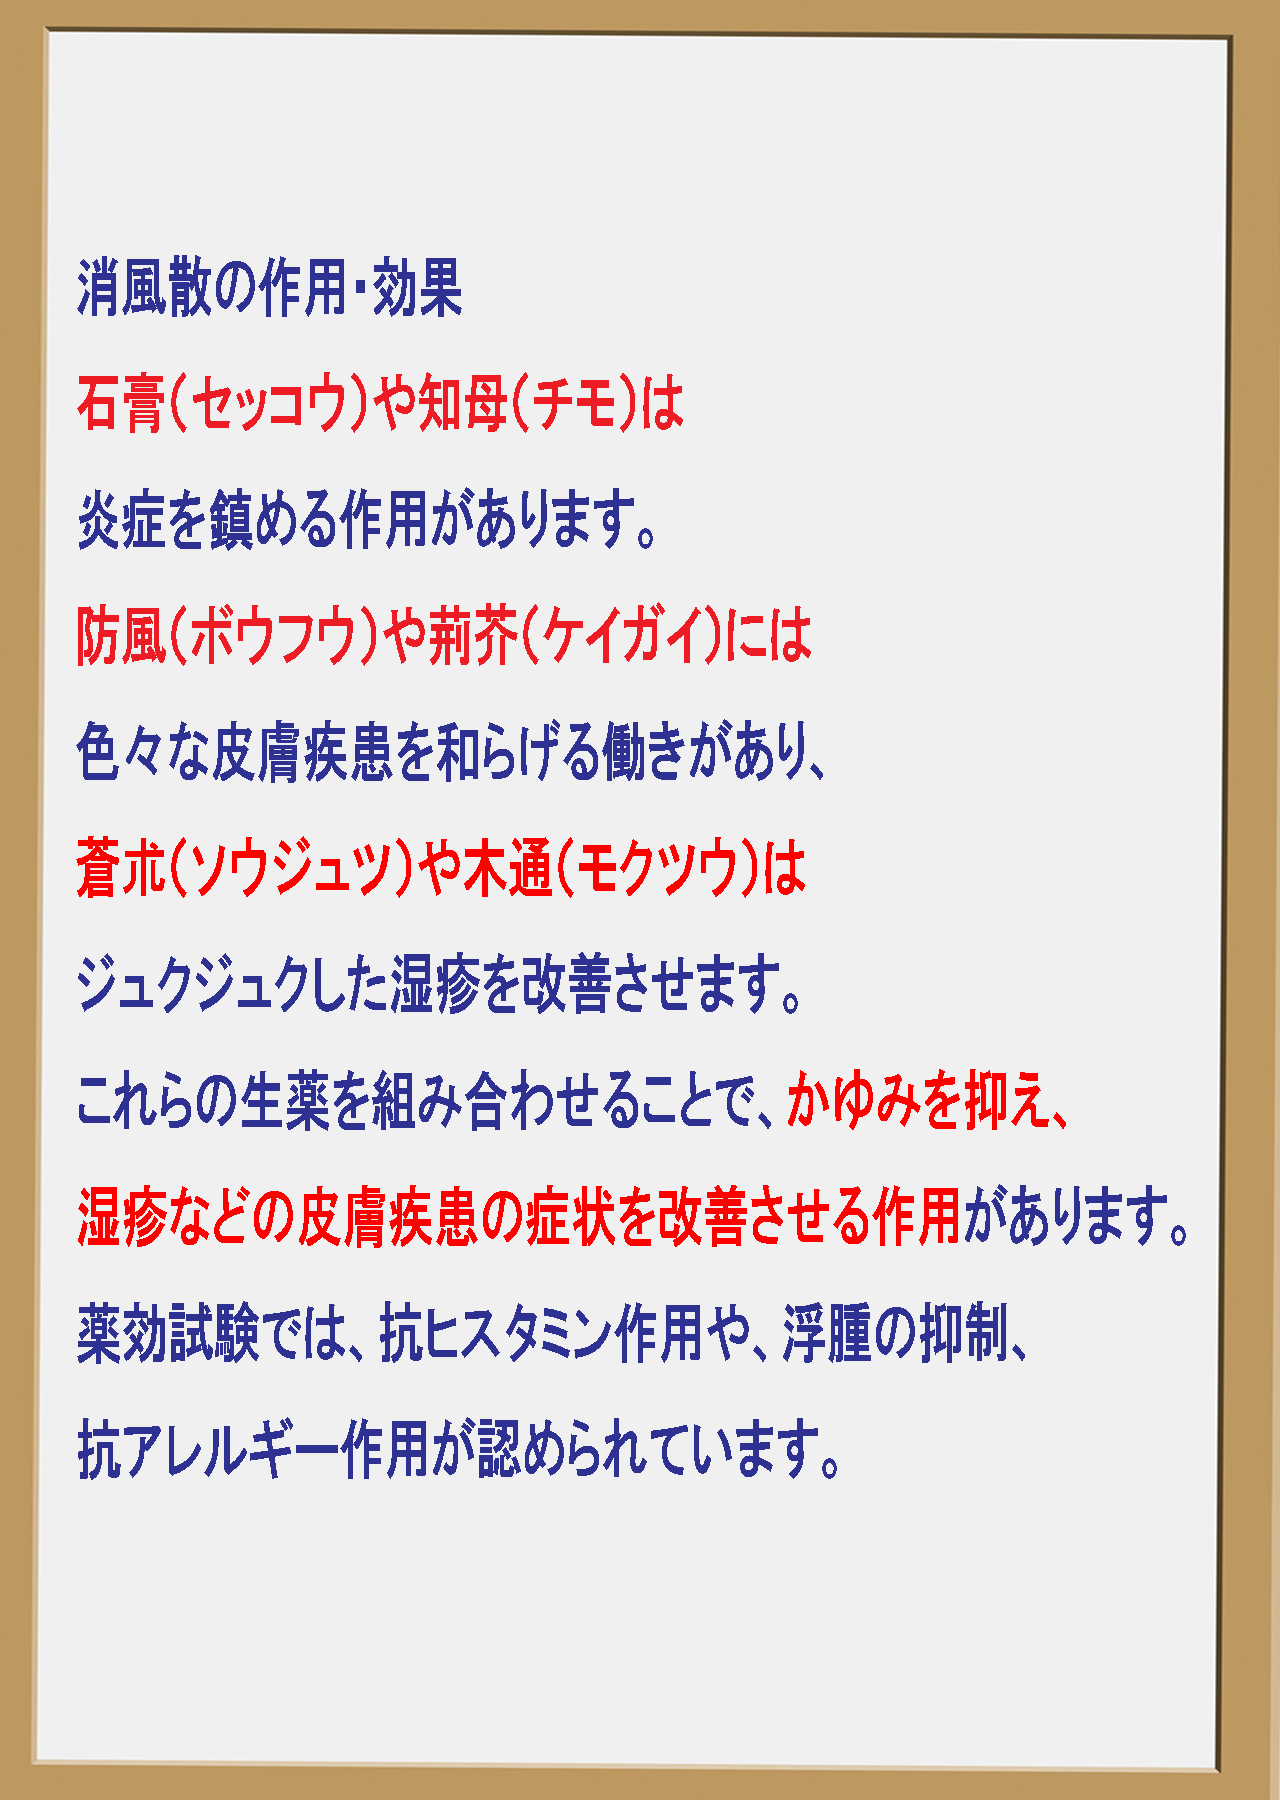 消風散の作用・効果
石膏（セッコウ）や知母（チモ）は
炎症を鎮める作用があります。
防風（ボウフウ）や荊芥（ケイガイ）には
色々な皮膚疾患を和らげる働きがあり、
蒼朮（ソウジュツ）や木通（モクツウ）は
ジュクジュクした湿疹を改善させます。
これらの生薬を組み合わせることで、かゆみを抑え、
湿疹などの皮膚疾患の症状を改善させる作用があります。
薬効試験では、抗ヒスタミン作用や、浮腫の抑制、
抗アレルギー作用が認められています。